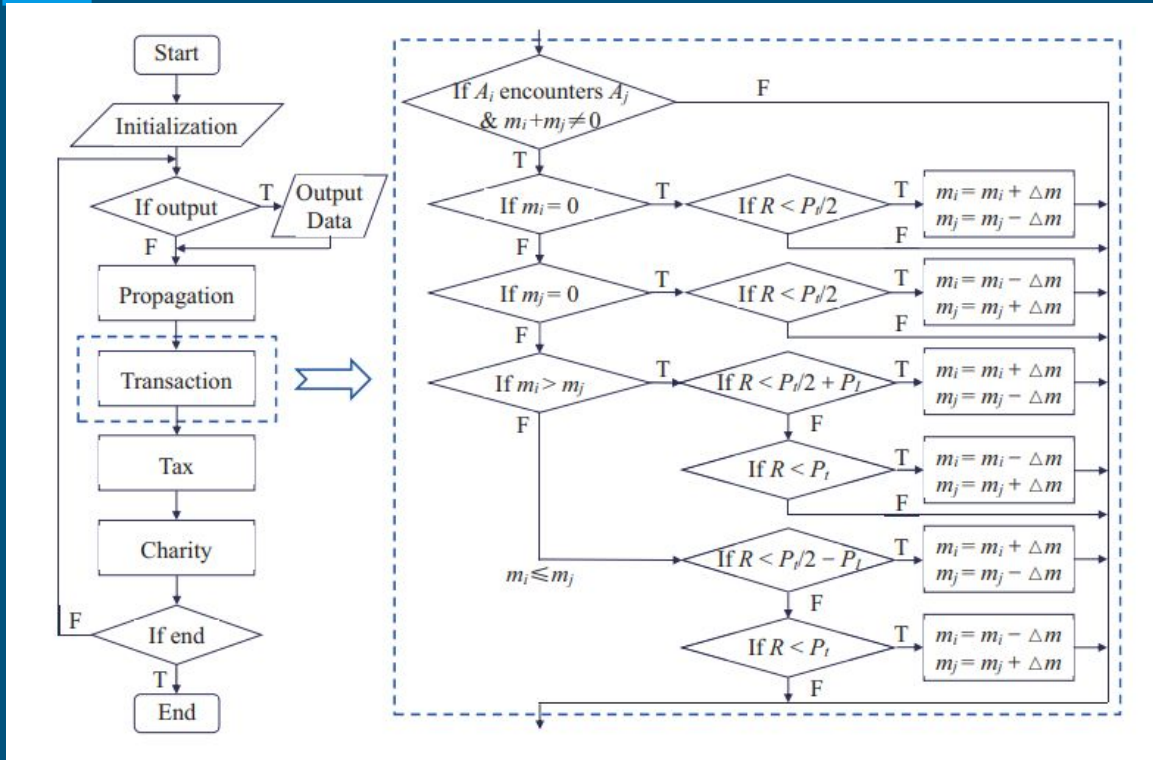 Start
Initialization
If output
T
Output
Data
F
Propagation
Transaction
Tax
Charity
If end
F
T
End
If Aᵢ encounters Aⱼ
& mᵢ+mⱼ≠0
F
T
If mᵢ= 0
T
If R < Pₜ/2
T
mᵢ= mᵢ + △m
mⱼ= mⱼ − △m
F
F
If mⱼ= 0
T
If R < Pₜ/2
T
mᵢ= mᵢ − △m
mⱼ= mⱼ + △m
F
F
If mᵢ> mⱼ
T
If R < Pₜ/2 + P_I
T
mᵢ= mᵢ + △m
mⱼ= mⱼ − △m
F
F
If R < Pₜ
T
mᵢ= mᵢ − △m
mⱼ= mⱼ + △m
F
mᵢ⩽mⱼ
If R < Pₜ/2 − P_I
T
mᵢ= mᵢ + △m
mⱼ= mⱼ − △m
F
If R < Pₜ
T
mᵢ= mᵢ − △m
mⱼ= mⱼ + △m
F